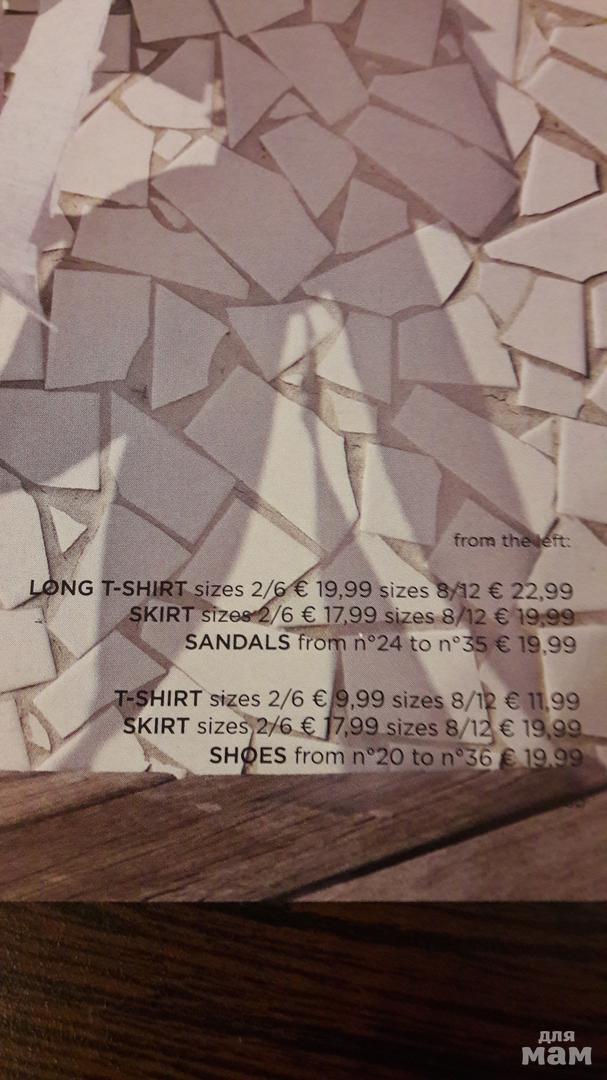 from the left:
LONG T-SHIRT sizes 2/6 € 19,99 sizes 8/12 € 22,99
SKIRT sizes 2/6 € 17,99 sizes 8/12 € 19,99
SANDALS from n°24 to n°35 € 19,99
T-SHIRT sizes 2/6 € 9,99 sizes 8/12 € 11,99
SKIRT sizes 2/6 € 17,99 sizes 8/12 € 19,99
SHOES from n°20 to n°36 € 19,99
для
мам